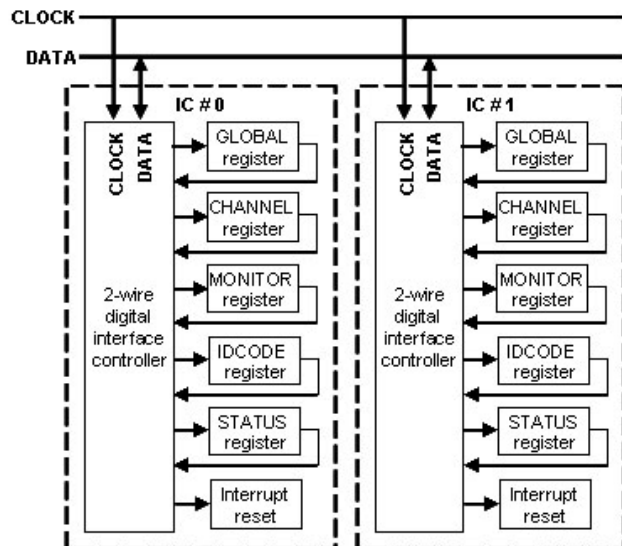 CLOCK
DATA
IC # 0
CLOCK
DATA
2-wire
digital
interface
controller
GLOBAL
register
CHANNEL
register
MONITOR
register
IDCODE
register
STATUS
register
Interrupt
reset
IC # 1
CLOCK
DATA
2-wire
digital
interface
controller
GLOBAL
register
CHANNEL
register
MONITOR
register
IDCODE
register
STATUS
register
Interrupt
reset